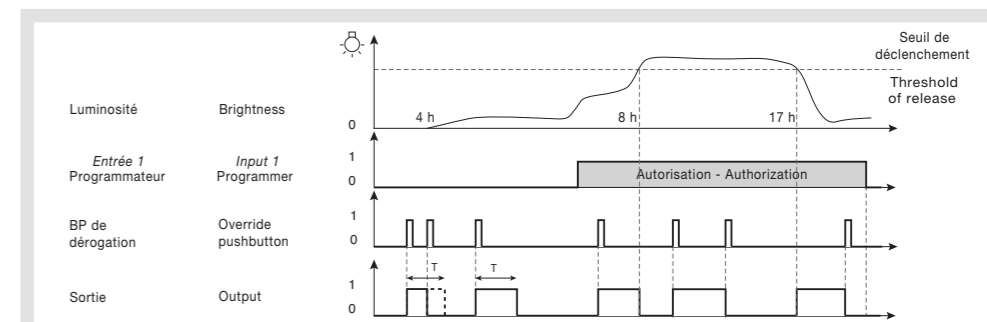 Seuil de
déclenchement
Threshold
of release
Luminosité Brightness 0 4 h 8 h 17 h
Entrée 1 Input 1
Programmateur Programmer
1
0
Autorisation - Authorization
BP de Override
dérogation pushbutton
1
0
T T
Sortie Output
1
0